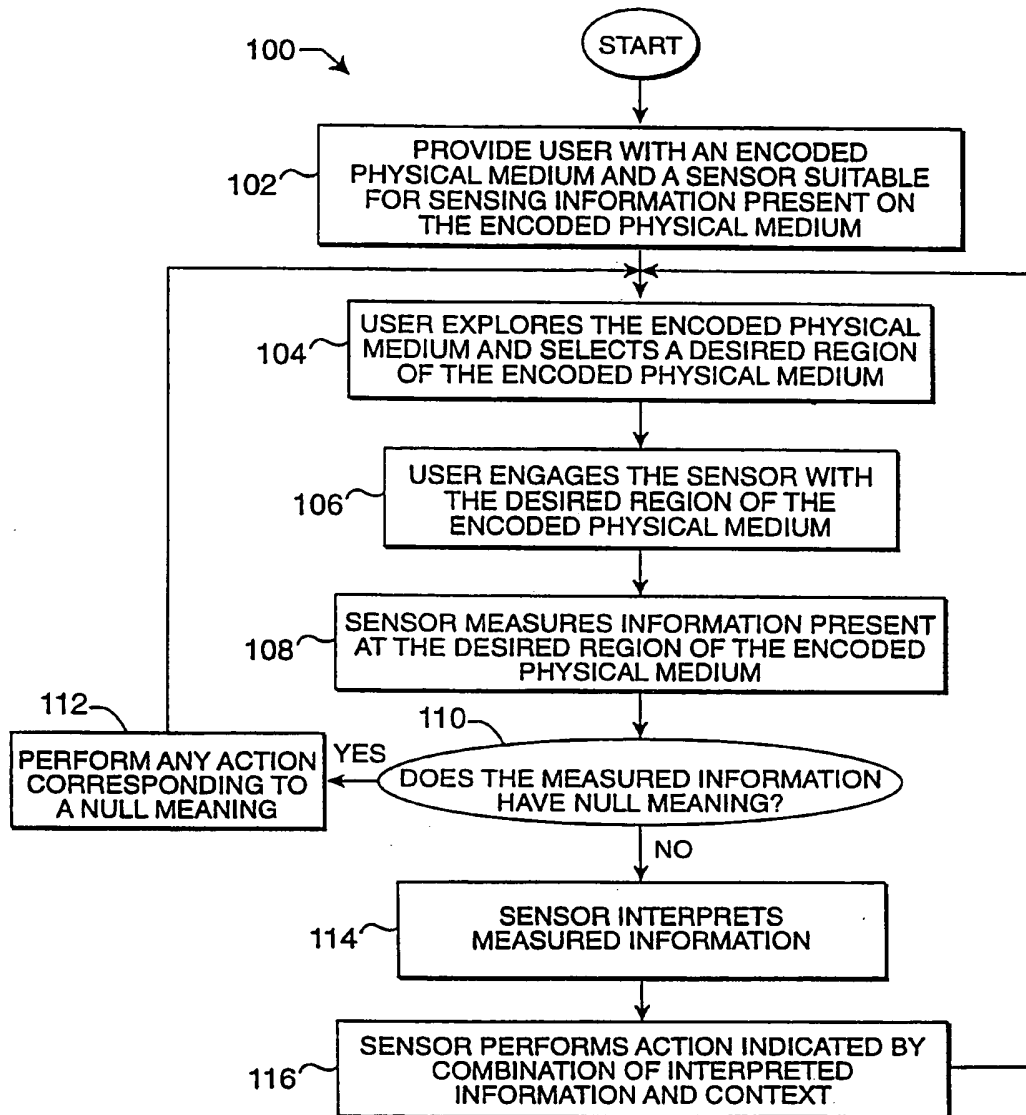 START
100
PROVIDE USER WITH AN ENCODED
PHYSICAL MEDIUM AND A SENSOR SUITABLE
FOR SENSING INFORMATION PRESENT ON
THE ENCODED PHYSICAL MEDIUM
102
USER EXPLORES THE ENCODED PHYSICAL
MEDIUM AND SELECTS A DESIRED REGION
OF THE ENCODED PHYSICAL MEDIUM
104
USER ENGAGES THE SENSOR WITH
THE DESIRED REGION OF THE
ENCODED PHYSICAL MEDIUM
106
SENSOR MEASURES INFORMATION PRESENT
AT THE DESIRED REGION OF THE ENCODED
PHYSICAL MEDIUM
108
110
DOES THE MEASURED INFORMATION
HAVE NULL MEANING?
YES
112
PERFORM ANY ACTION
CORRESPONDING TO
A NULL MEANING
NO
SENSOR INTERPRETS
MEASURED INFORMATION
114
SENSOR PERFORMS ACTION INDICATED BY
COMBINATION OF INTERPRETED
INFORMATION AND CONTEXT
116